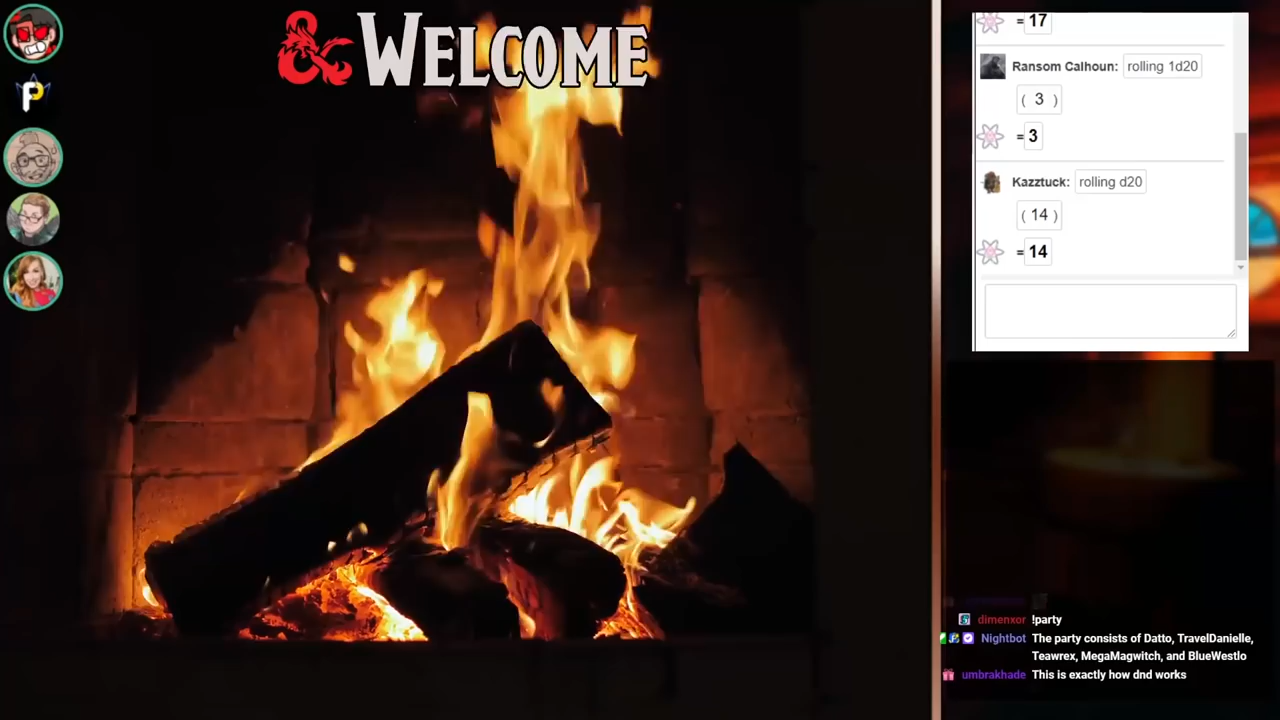 & WELCOME
= 17
Ransom Calhoun: rolling 1d20
( 3 )
= 3
Kazztuck: rolling d20
( 14 )
= 14
dimenxor !party
Nightbot The party consists of Datto, TravelDanielle,
Teawrex, MegaMagwitch, and BlueWestlo
umbrakhade This is exactly how dnd works